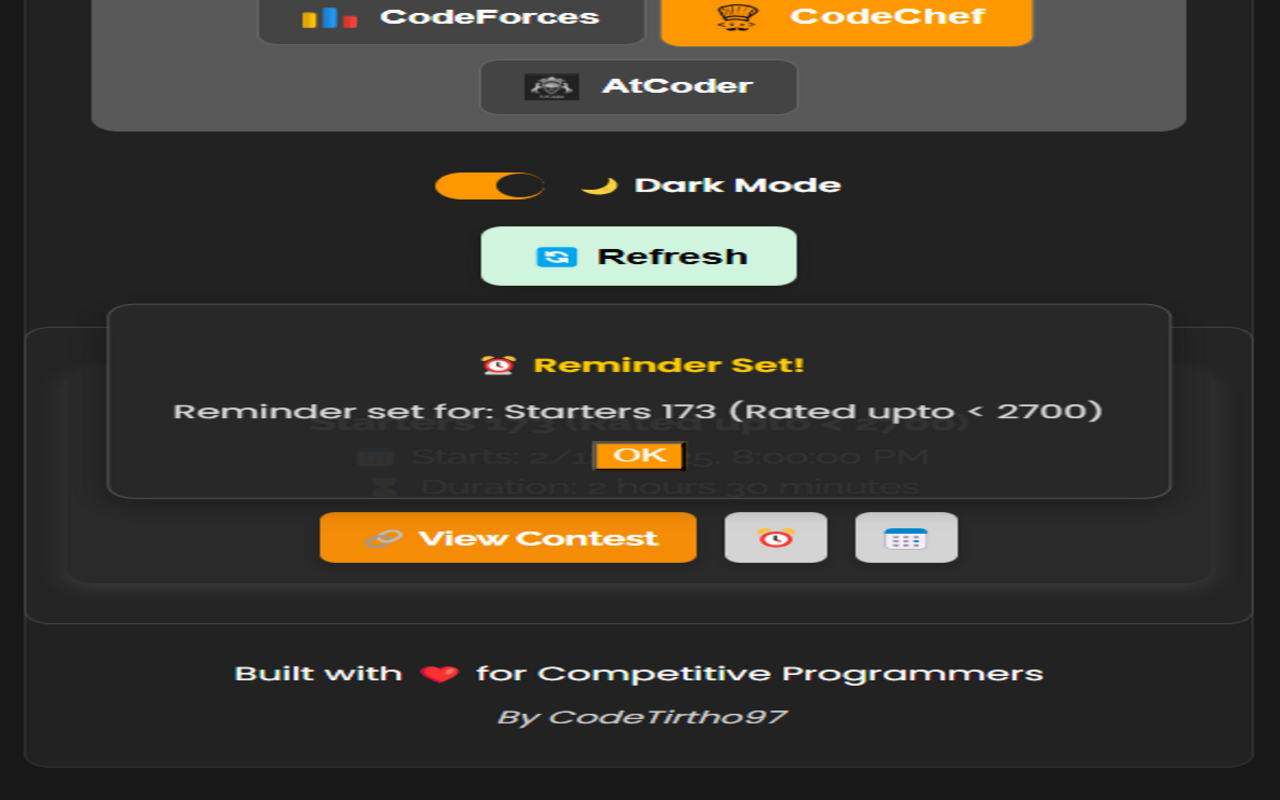 CodeForces
CodeChef
AtCoder
Dark Mode
Refresh
Reminder Set!
Reminder set for: Starters 173 (Rated upto < 2700)
Starters 173 (Rated upto < 2700)
OK
Starts: 2/1 5, 8:00:00 PM
Duration: 2 hours 30 minutes
View Contest
Built with ❤️ for Competitive Programmers
By CodeTirtho97